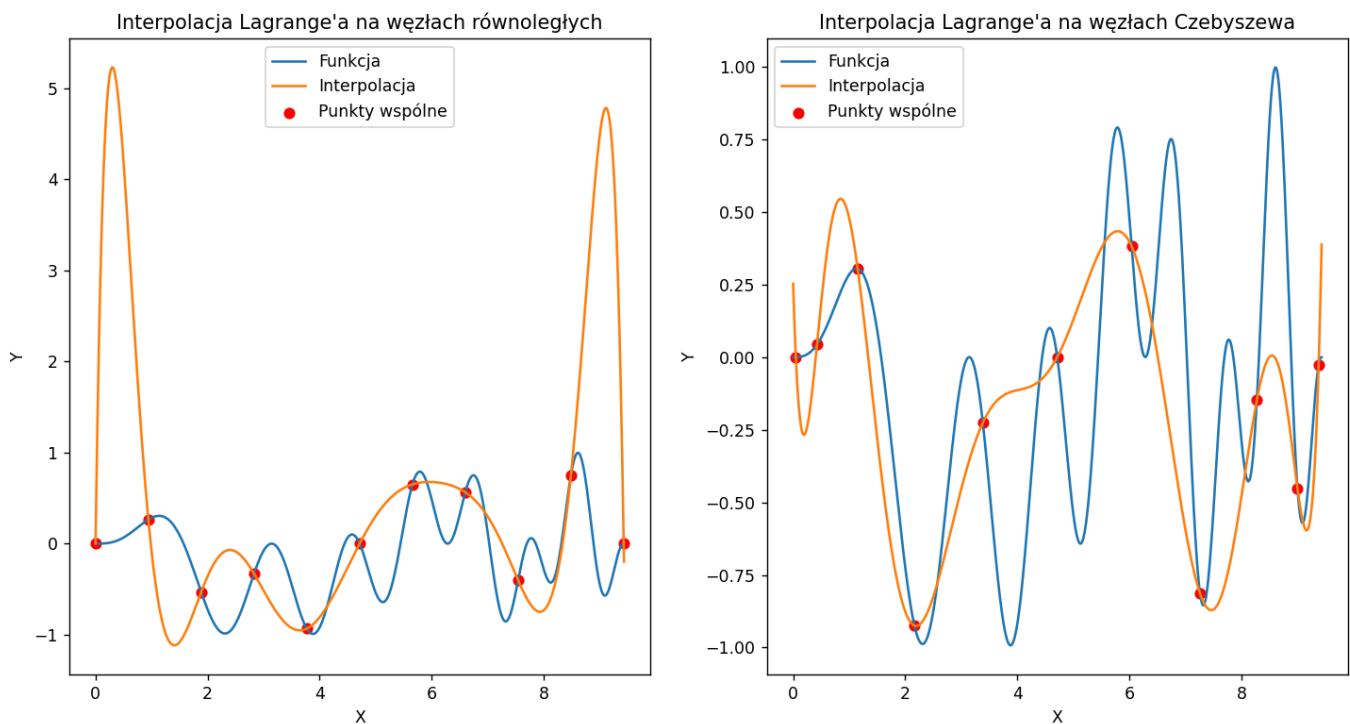 Interpolacja Lagrange'a na węzłach równoległych
Funkcja
Interpolacja
Punkty wspólne
5
4
3
2
1
0
−1
Y
0
2
4
6
8
X
Interpolacja Lagrange'a na węzłach Czebyszewa
Funkcja
Interpolacja
Punkty wspólne
1.00
0.75
0.50
0.25
0.00
−0.25
−0.50
−0.75
−1.00
Y
0
2
4
6
8
X